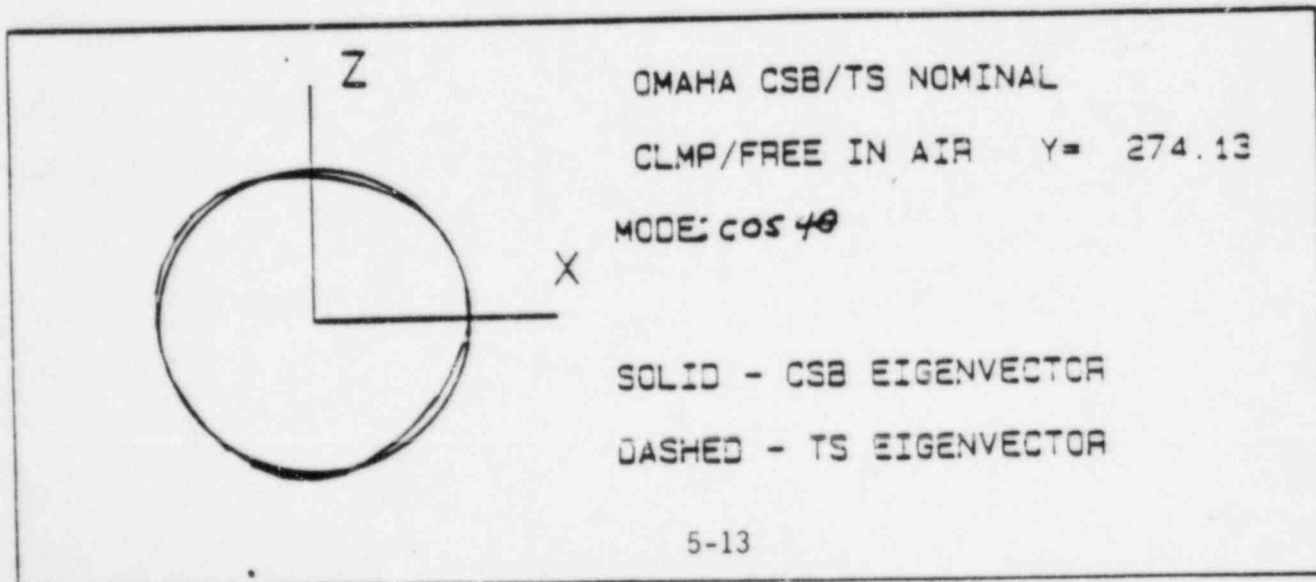 Z
X
OMAHA CSB/TS NOMINAL
CLMP/FREE IN AIR Y= 274.13
MODE: COS 4θ
SOLID - CSB EIGENVECTOR
DASHED - TS EIGENVECTOR
5-13